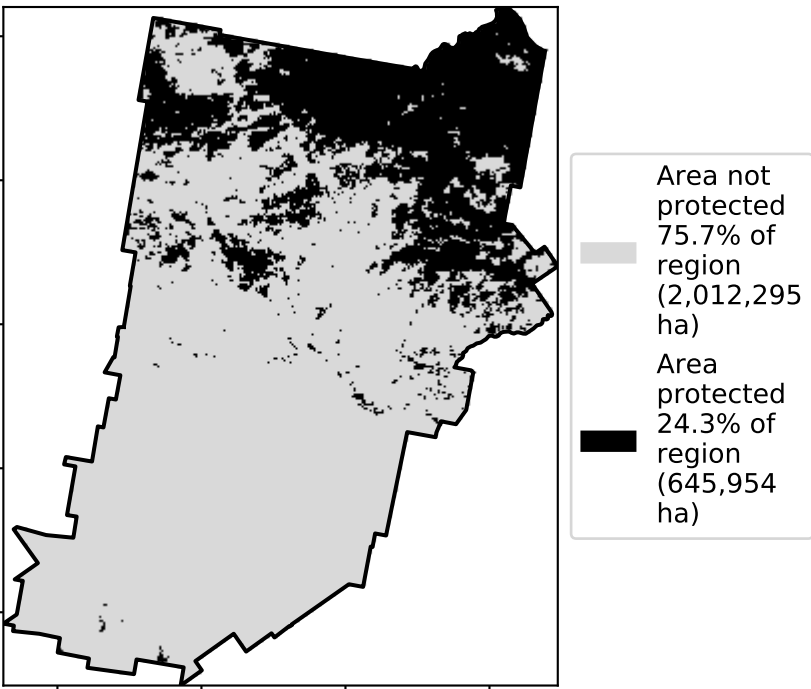 Area not
protected
75.7% of
region
(2,012,295
ha)
Area
protected
24.3% of
region
(645,954
ha)